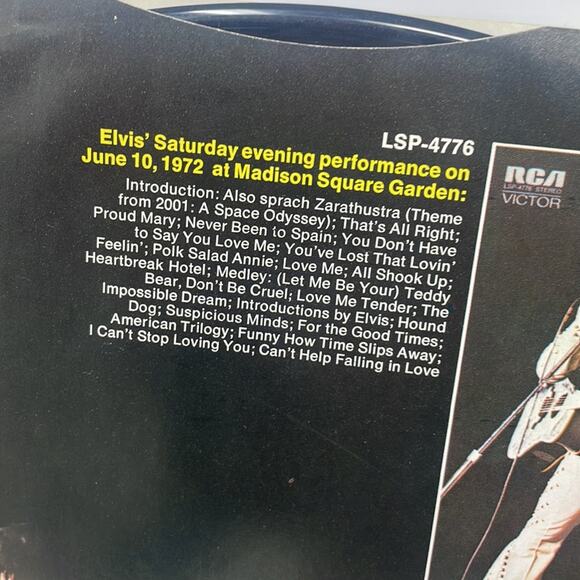 LSP-4776
Elvis' Saturday evening performance on
June 10, 1972 at Madison Square Garden:
Introduction: Also sprach Zarathustra (Theme
from 2001: A Space Odyssey); That's All Right;
Proud Mary; Never Been to Spain; You Don't Have
to Say You Love Me; You've Lost That Lovin'
Feelin'; Polk Salad Annie; Love Me; All Shook Up;
Heartbreak Hotel; Medley: (Let Me Be Your) Teddy
Bear, Don't Be Cruel; Love Me Tender; The
Impossible Dream; Introductions by Elvis; Hound
Dog; Suspicious Minds; For the Good Times;
American Trilogy; Funny How Time Slips Away;
I Can't Stop Loving You; Can't Help Falling in Love
RCA
LSP-4776 STEREO
VICTOR